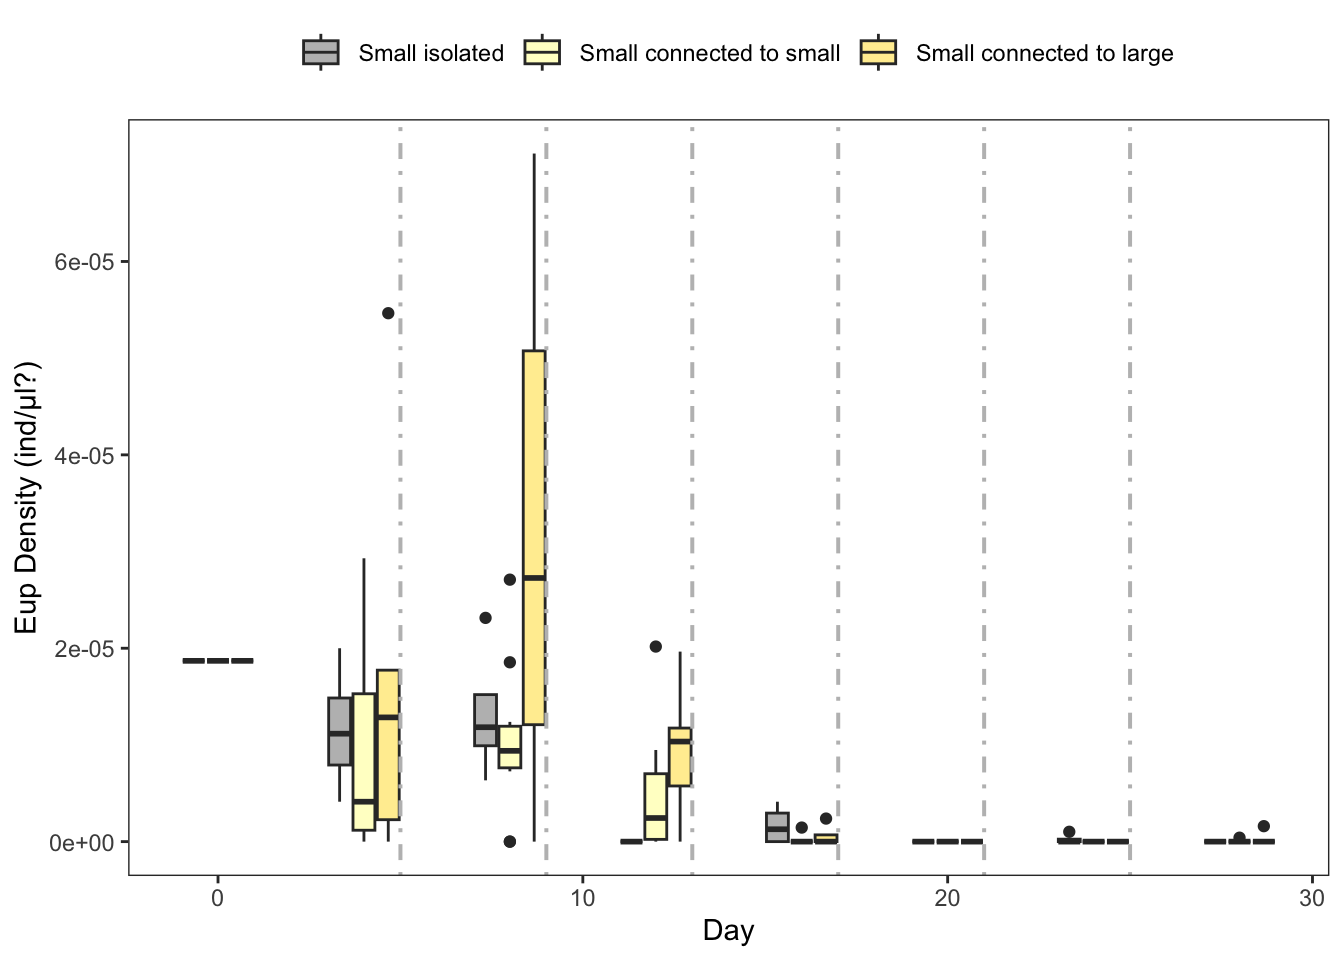 Small isolated Small connected to small Small connected to large
6e-05
4e-05
2e-05
0e+00
Eup Density (ind/µl?)
0 10 20 30
Day